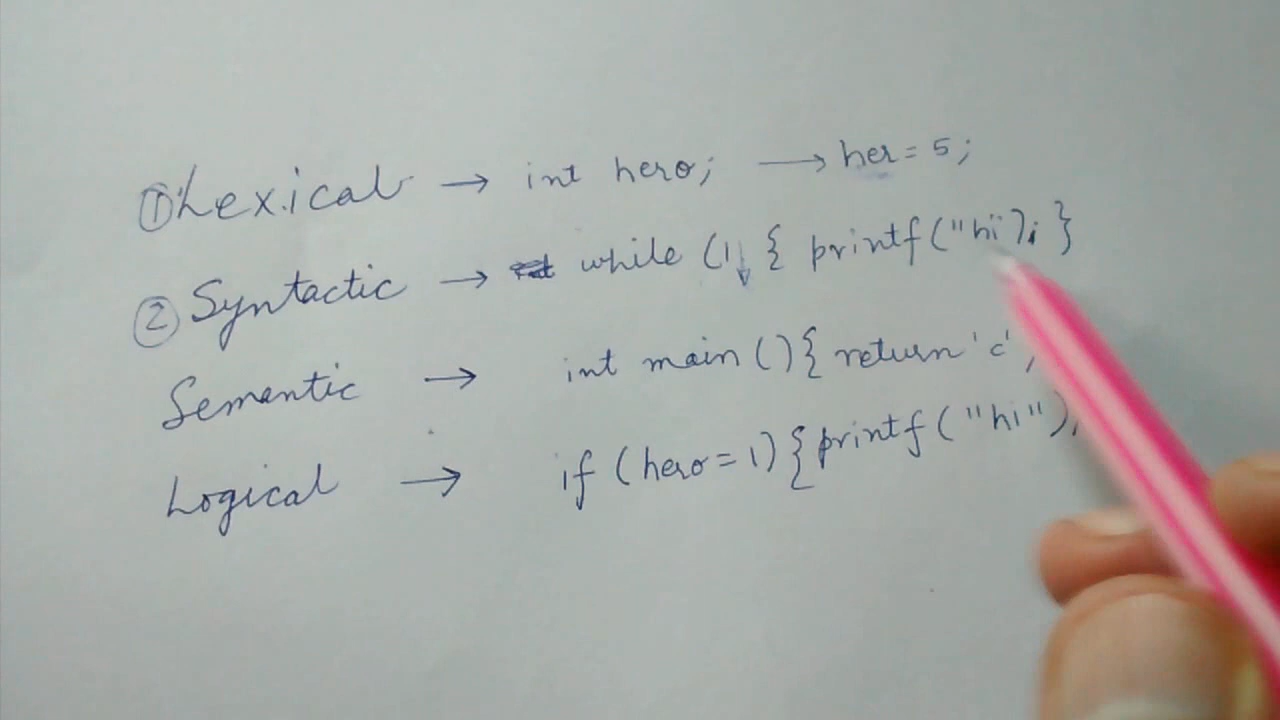 ① Lexical → int hero; → her = 5;
② Syntactic → while (1 { printf("hi"); }
Semantic → int main () { return 'c';
Logical → if (hero = 1) { printf ("hi");